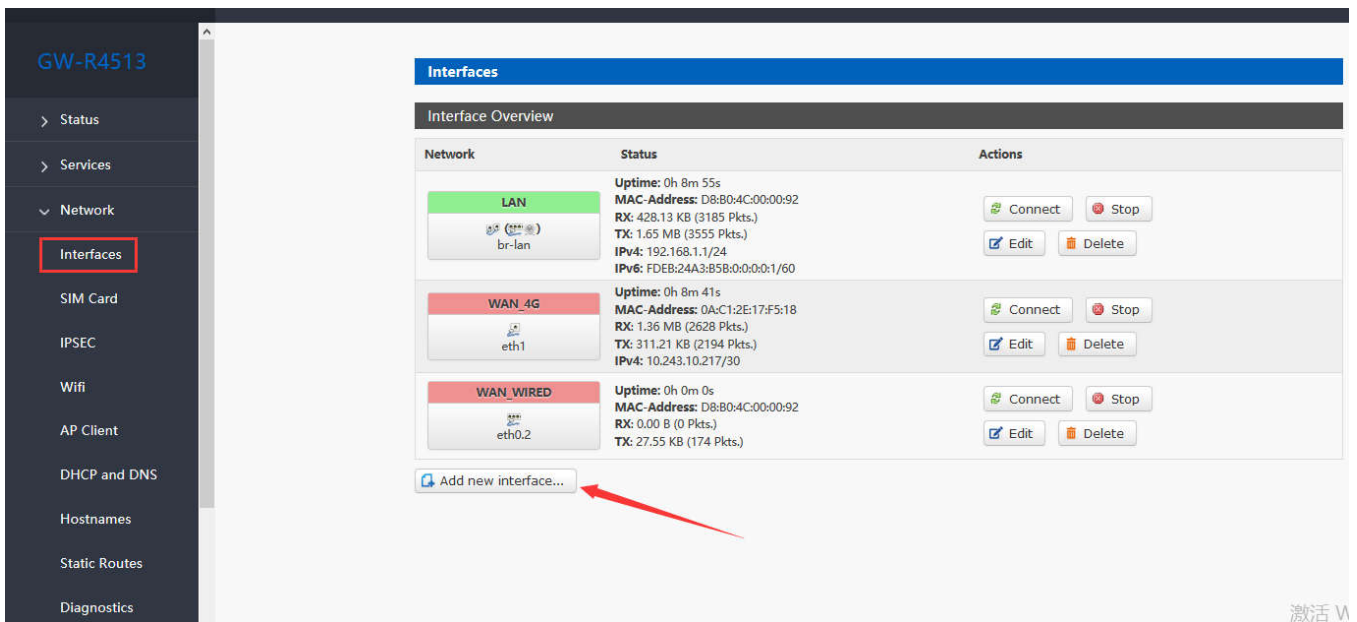 GW-R4513
Status
Services
Network
Interfaces
SIM Card
IPSEC
Wifi
AP Client
DHCP and DNS
Hostnames
Static Routes
Diagnostics
Interfaces
Interface Overview
Network Status Actions
LAN
br-lan
Uptime: 0h 8m 55s
MAC-Address: D8:B0:4C:00:00:92
RX: 428.13 KB (3185 Pkts.)
TX: 1.65 MB (3555 Pkts.)
IPv4: 192.168.1.1/24
IPv6: FDEB:24A3:B5B:0:0:0:0:1/60
Connect Stop
Edit Delete
WAN_4G
eth1
Uptime: 0h 8m 41s
MAC-Address: 0A:C1:2E:17:F5:18
RX: 1.36 MB (2628 Pkts.)
TX: 311.21 KB (2194 Pkts.)
IPv4: 10.243.10.217/30
Connect Stop
Edit Delete
WAN_WIRED
eth0.2
Uptime: 0h 0m 0s
MAC-Address: D8:B0:4C:00:00:92
RX: 0.00 B (0 Pkts.)
TX: 27.55 KB (174 Pkts.)
Connect Stop
Edit Delete
Add new interface...
激活 W